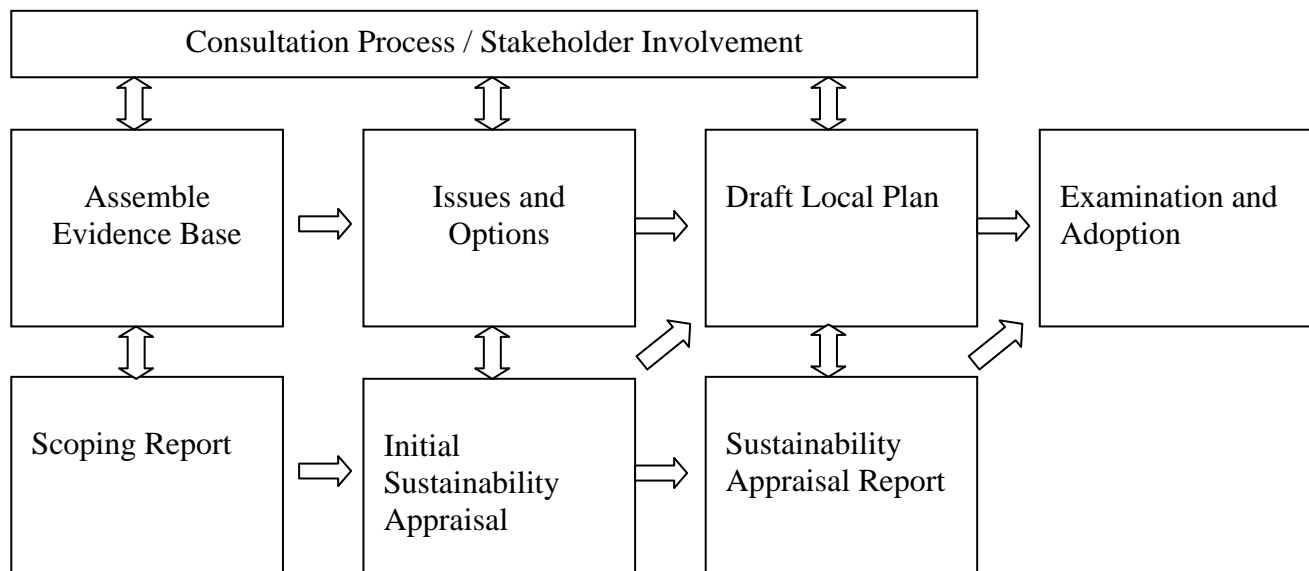 Consultation Process / Stakeholder Involvement
Assemble
Evidence Base
Issues and
Options
Draft Local Plan
Examination and
Adoption
Scoping Report
Initial
Sustainability
Appraisal
Sustainability
Appraisal Report